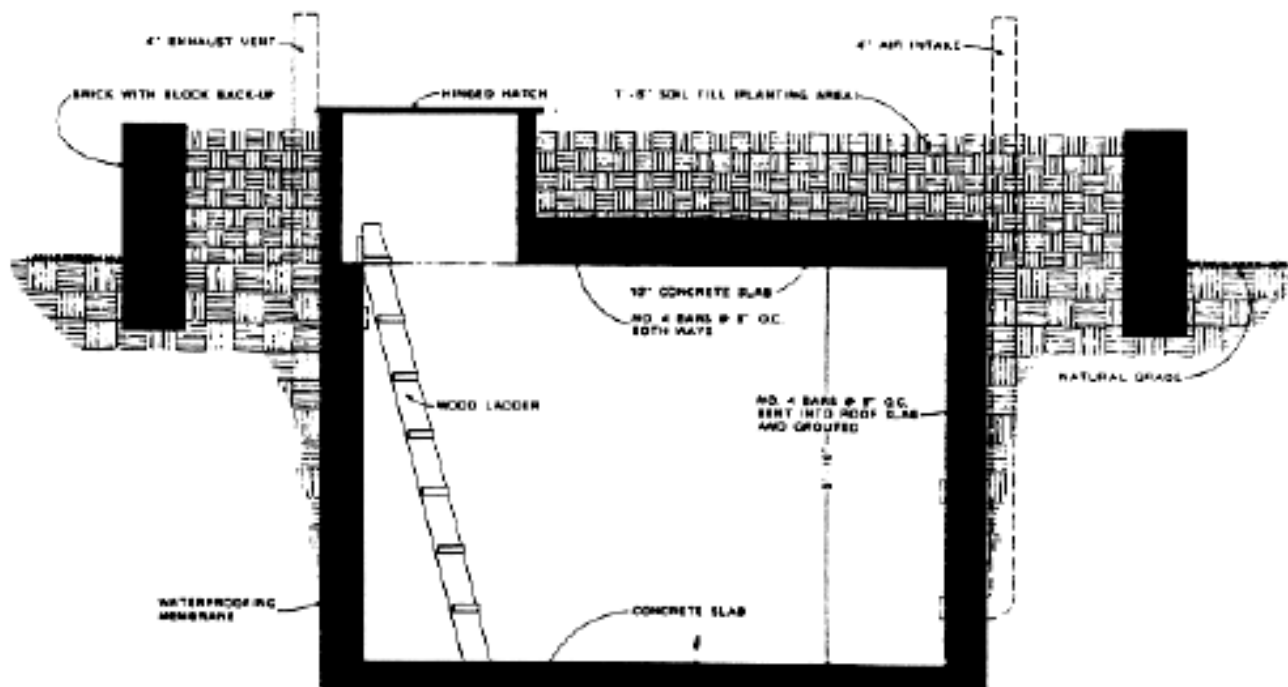 4" EXHAUST VENT
4" AIR INTAKE
BRICK WITH BLOCK BACK-UP
HINGED HATCH
SOIL FILL (PLANTING AREA)
10" CONCRETE SLAB
NO. 4 BARS @ 8" O.C.
BOTH WAYS
NATURAL GRADE
WOOD LADDER
NO. 4 BARS @ 8" O.C.
BENT INTO ROOF SLAB
AND GROUTED
WATERPROOFING
MEMBRANE
CONCRETE SLAB